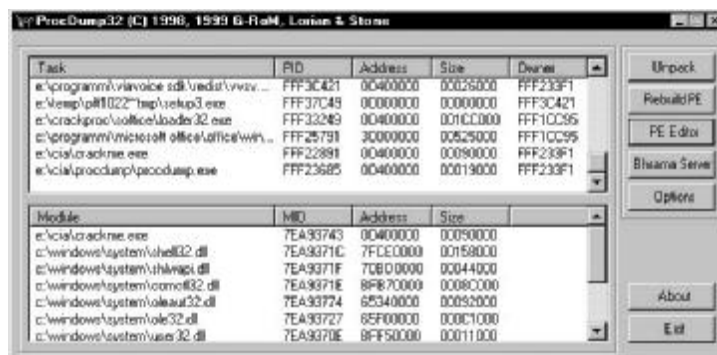 ProcDump32 (C) 1998, 1999 G-RoM, Lorian & Stone
Task PID Address Size Owner
e:\programmi\viavoice sdk\redist\vvsv... FFF3C421 00400000 00026000 FFF233F1
e:\temp\pft1022~tmp\setup3.exe FFF37C49 00000000 00000000 FFF3C421
e:\crackproc\softice\loader32.exe FFF33249 00400000 001CC000 FFF1CC95
c:\programmi\microsoft office\office\win... FFF25791 30000000 00525000 FFF1CC95
e:\cia\crackme.exe FFF22891 00400000 00090000 FFF233F1
e:\cia\procdump\procdump.exe FFF23685 00400000 00019000 FFF233F1
Module MID Address Size
e:\cia\crackme.exe 7EA93743 00400000 00090000
c:\windows\system\shell32.dll 7EA9371C 7FCE0000 00158000
c:\windows\system\shlwapi.dll 7EA9371F 70BD0000 00044000
c:\windows\system\comctl32.dll 7EA9371E BFB70000 0008C000
c:\windows\system\oleaut32.dll 7EA93774 65340000 00092000
c:\windows\system\ole32.dll 7EA93727 65F00000 000C1000
c:\windows\system\user32.dll 7EA9370E BFF50000 00011000
Unpack
Rebuild PE
PE Editor
Bhrama Server
Options
About
Exit